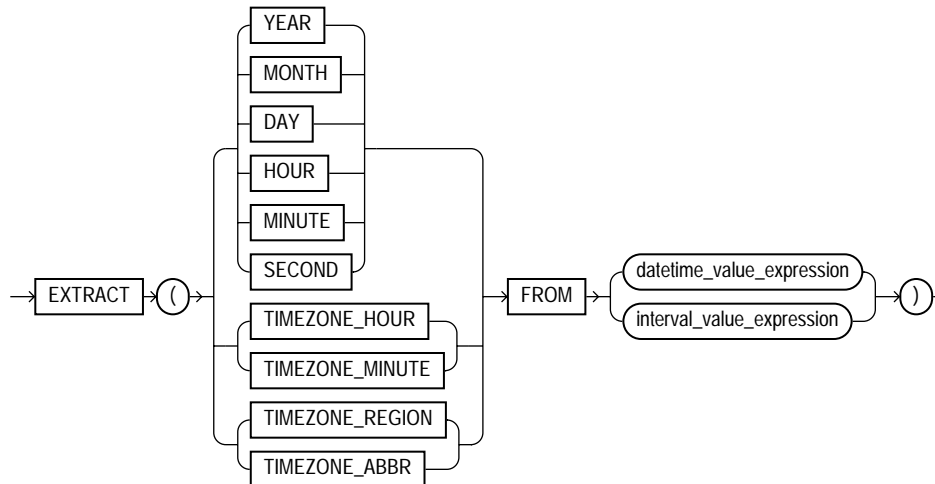 YEAR
MONTH
DAY
HOUR
MINUTE
SECOND
EXTRACT ( FROM datetime_value_expression )
interval_value_expression
TIMEZONE_HOUR
TIMEZONE_MINUTE
TIMEZONE_REGION
TIMEZONE_ABBR